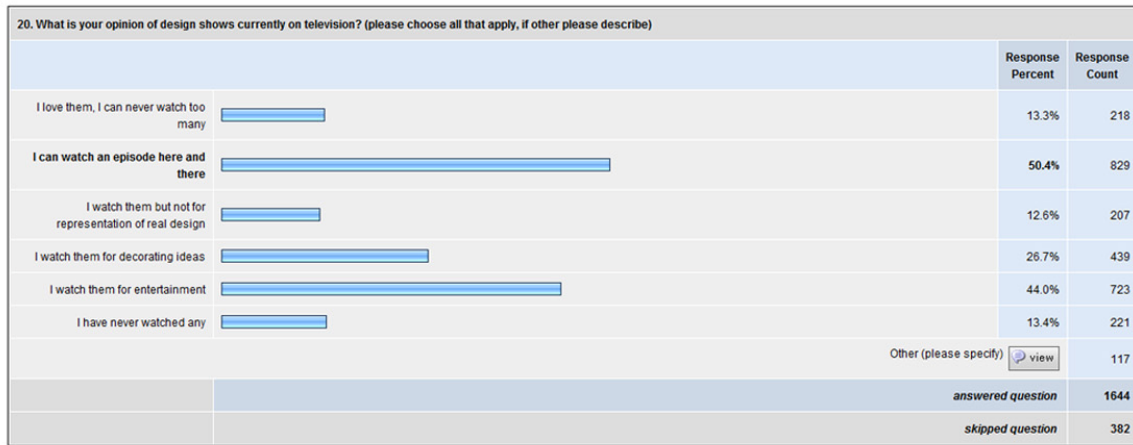 20. What is your opinion of design shows currently on television? (please choose all that apply, if other please describe)
Response Percent
Response Count
I love them, I can never watch too many
13.3%
218
I can watch an episode here and there
50.4%
829
I watch them but not for representation of real design
12.6%
207
I watch them for decorating ideas
26.7%
439
I watch them for entertainment
44.0%
723
I have never watched any
13.4%
221
Other (please specify)
view
117
answered question
1644
skipped question
382